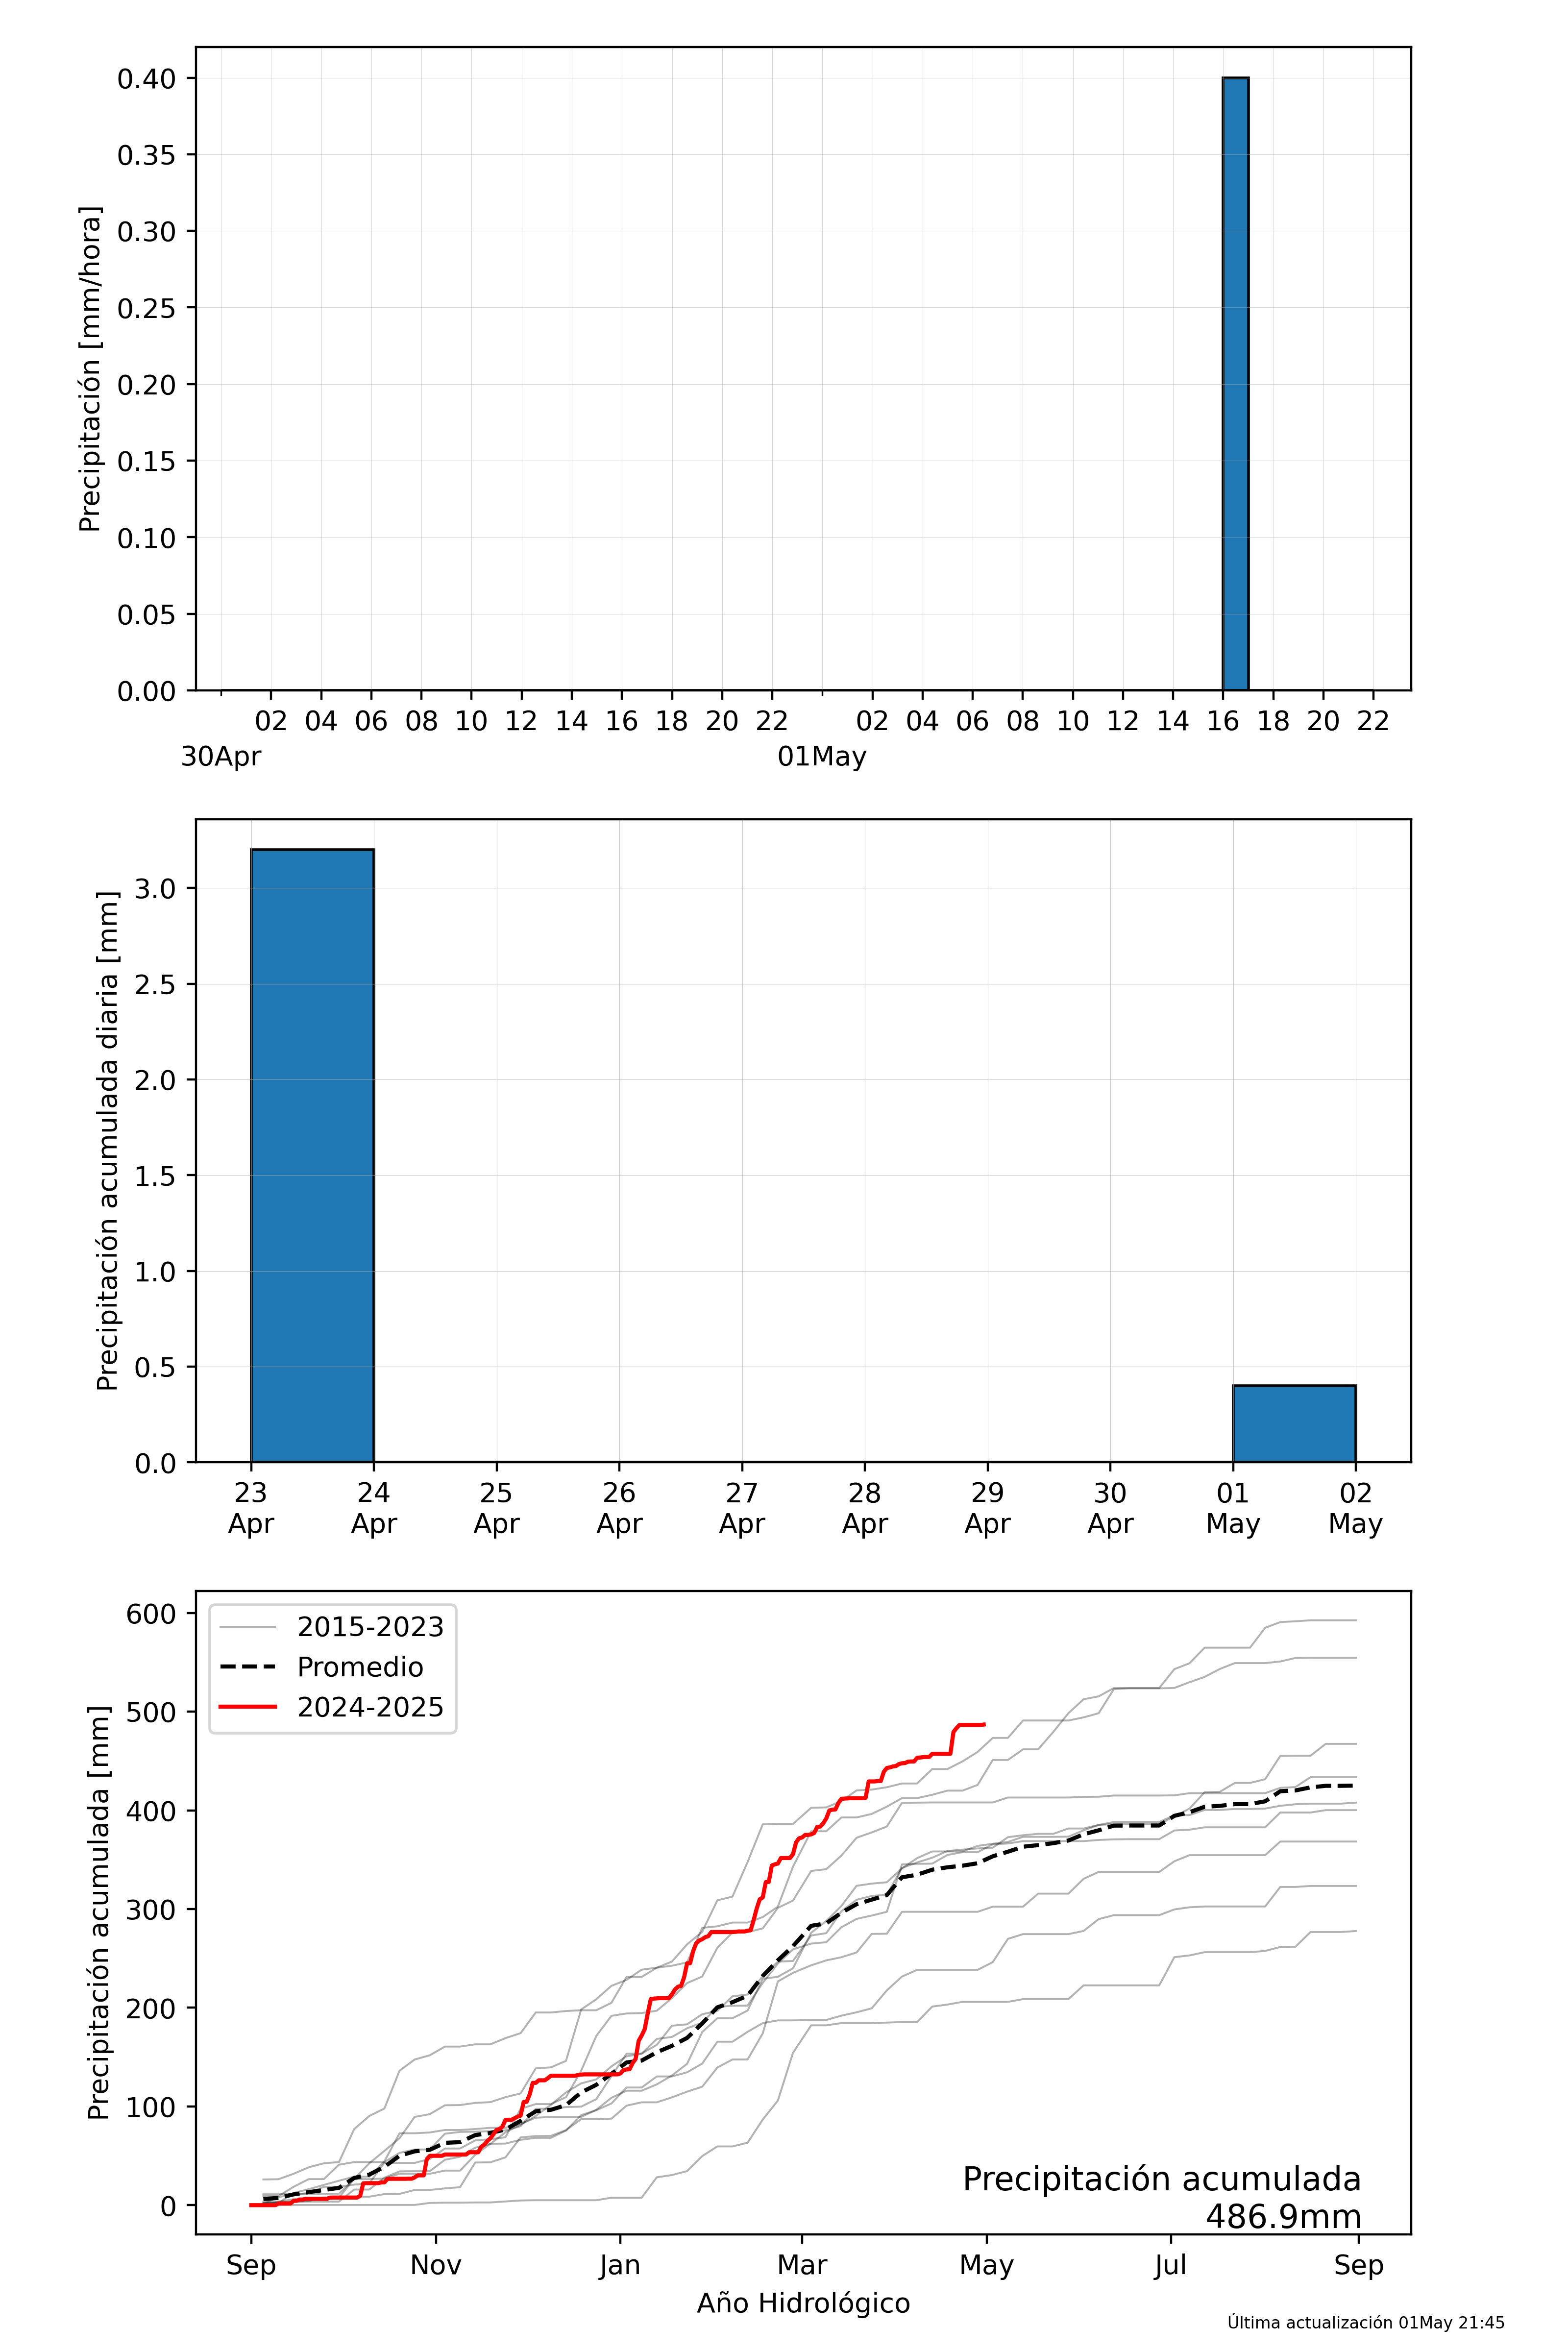 0.40
0.35
0.30
0.25
0.20
0.15
0.10
0.05
0.00
Precipitación [mm/hora]
02 04 06 08 10 12 14 16 18 20 22 02 04 06 08 10 12 14 16 18 20 22
30Apr 01May
3.0
2.5
2.0
1.5
1.0
0.5
0.0
Precipitación acumulada diaria [mm]
23 24 25 26 27 28 29 30 01 02
Apr Apr Apr Apr Apr Apr Apr Apr May May
600
500
400
300
200
100
0
Precipitación acumulada [mm]
2015-2023
Promedio
2024-2025
Precipitación acumulada
486.9mm
Sep Nov Jan Mar May Jul Sep
Año Hidrológico
Última actualización 01May 21:45